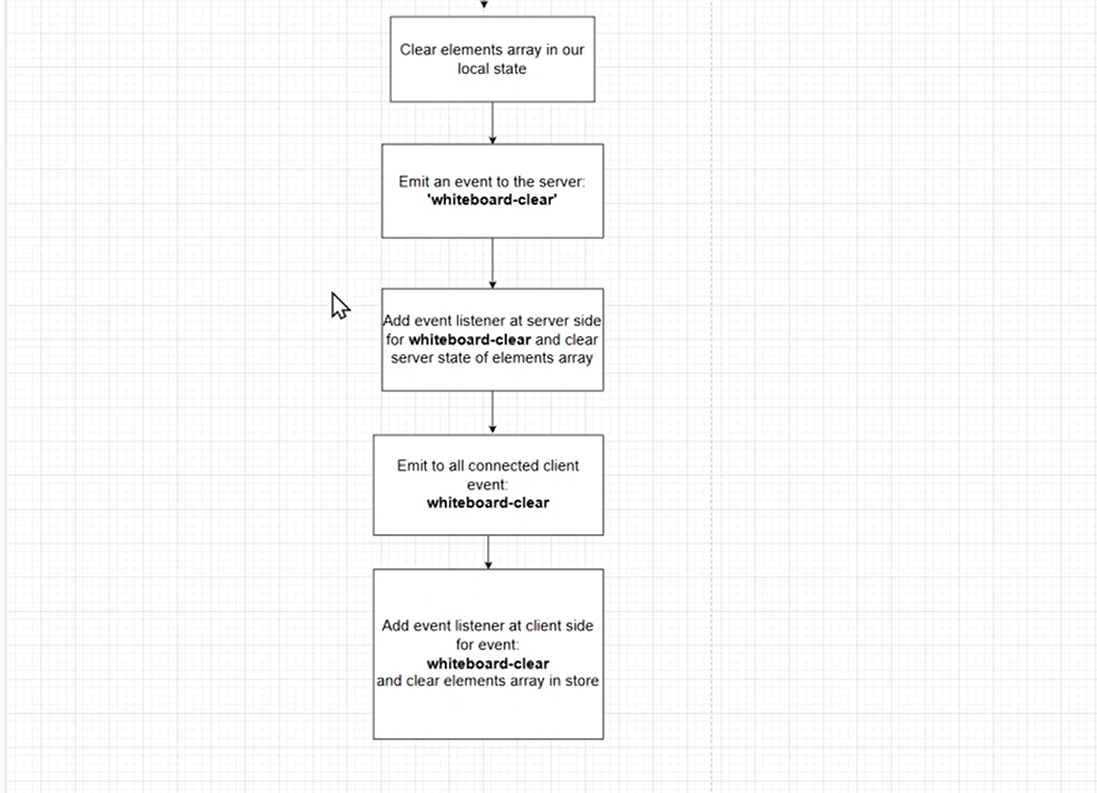 Clear elements array in our
local state
Emit an event to the server:
'whiteboard-clear'
Add event listener at server side
for whiteboard-clear and clear
server state of elements array
Emit to all connected client
event:
whiteboard-clear
Add event listener at client side
for event:
whiteboard-clear
and clear elements array in store